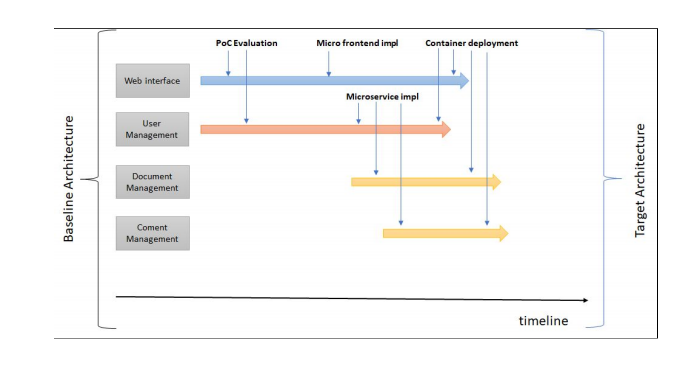 PoC Evaluation
Micro frontend impl
Container deployment
Web interface
Microservice impl
User
Management
Document
Management
Coment
Management
Baseline Architecture
Target Architecture
timeline